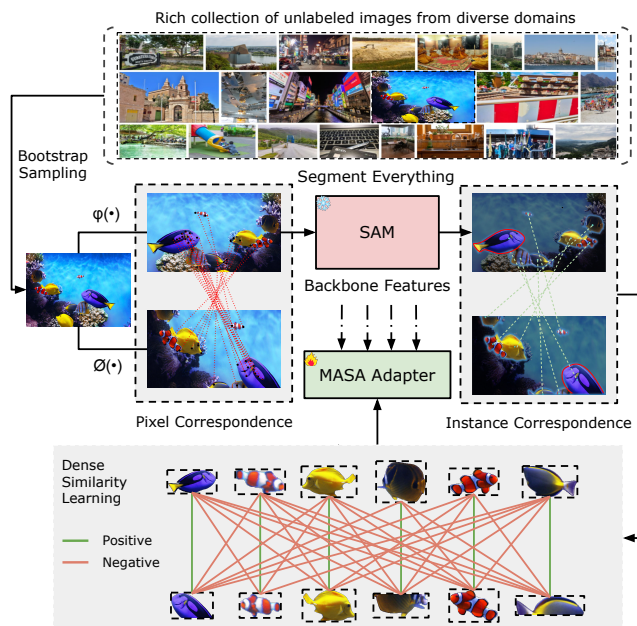 Rich collection of unlabeled images from diverse domains
Bootstrap
Sampling
Segment Everything
φ(•)
SAM
Backbone Features
Ø(•)
MASA Adapter
Pixel Correspondence
Instance Correspondence
Dense
Similarity
Learning
Positive
Negative